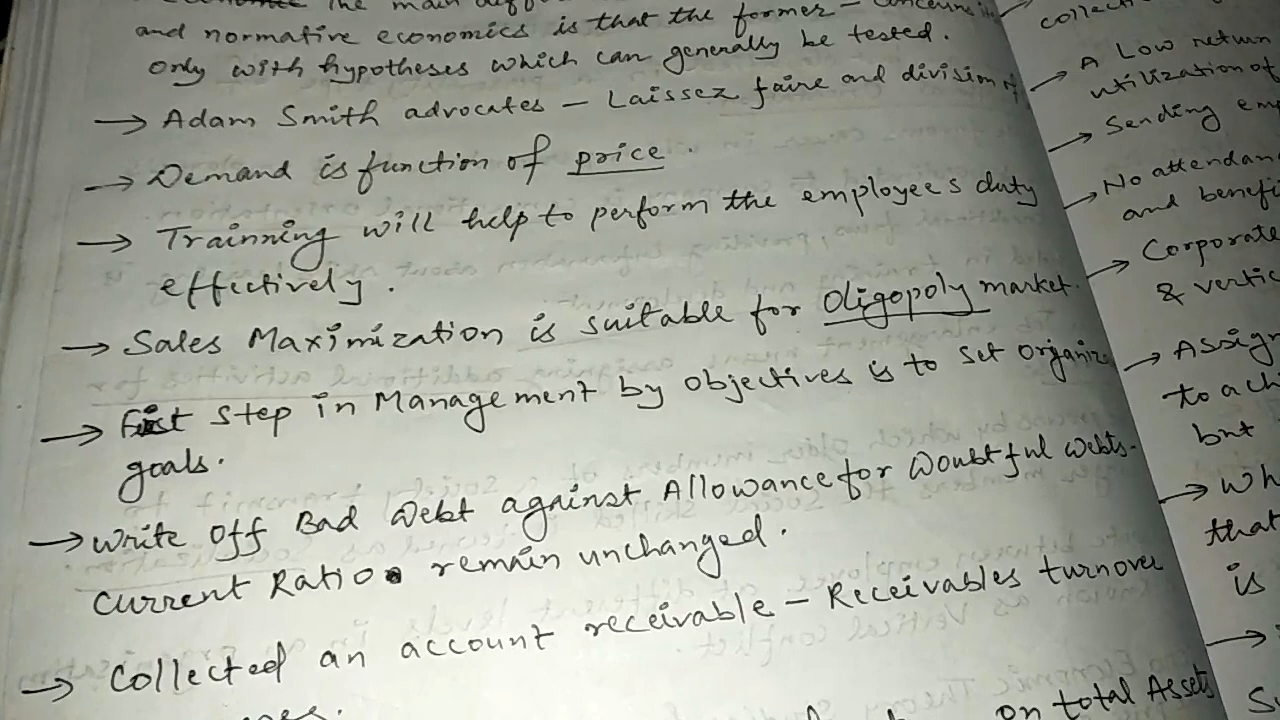 The main
and normative economics is that the former - concerns
only with hypotheses which can generally be tested.
→ Adam Smith advocates - Laissez faire and division of
→ Demand is function of price.
→ Trainning will help to perform the employees duty
effectively.
→ Sales Maximization is suitable for Oligopoly market.
→ First step in Management by objectives is to set organiz
goals.
→ Write off Bad Debt against Allowance for Doubtful Debts.
Current Ratio remain unchanged.
→ Collected an account receivable - Receivables turnover
on total Assets
collect
→ A Low return
utilization of
→ Sending em
→ No attendan
and benefi
→ Corporate
& vertic
→ Assign
to ach
but
→ Wh
that
is
→